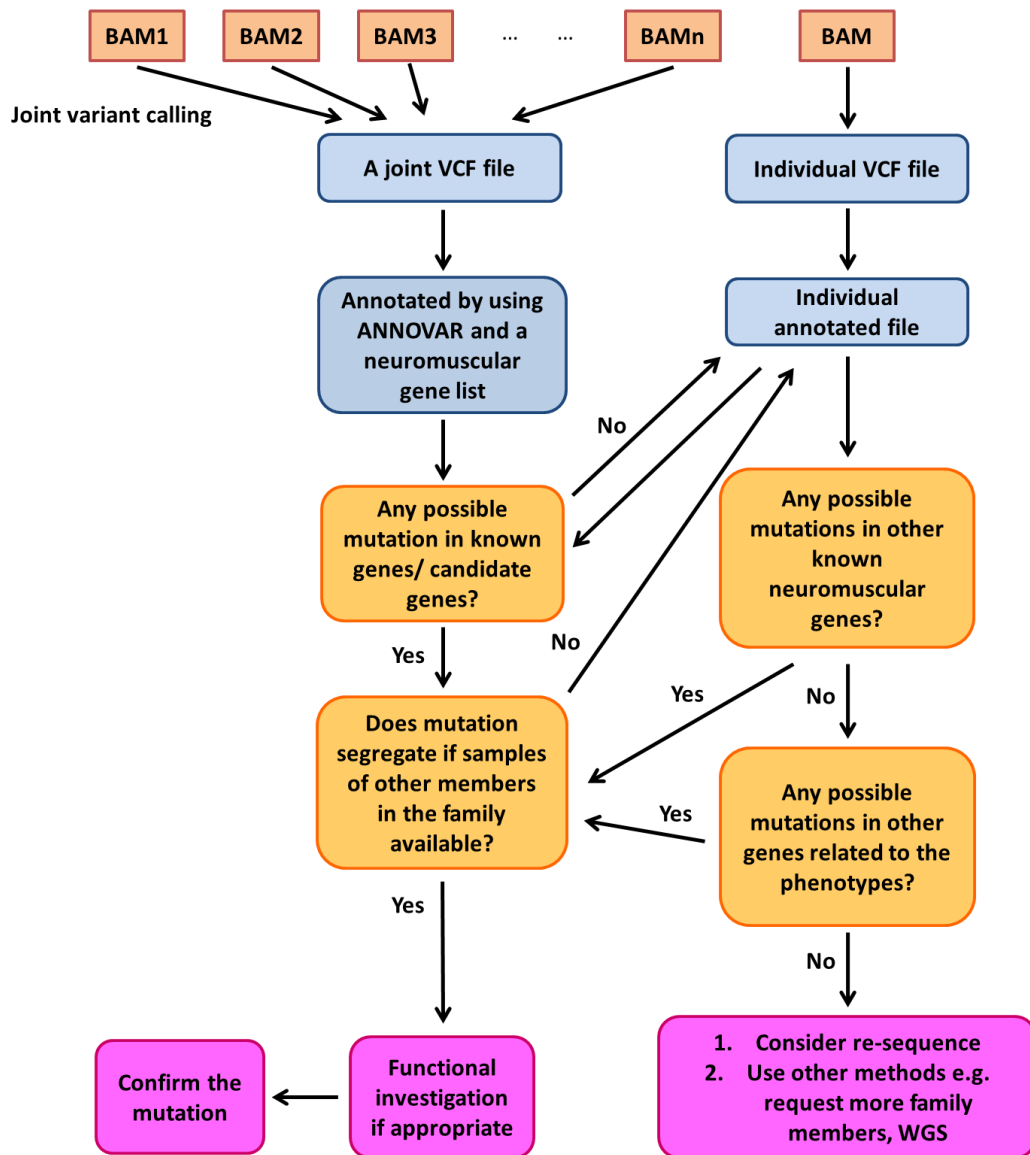 BAM1
BAM2
BAM3
...
...
BAMn
BAM
Joint variant calling
A joint VCF file
Individual VCF file
Annotated by using
ANNOVAR and a
neuromuscular
gene list
Individual
annotated file
No
Any possible
mutation in known
genes/ candidate
genes?
Any possible
mutations in other
known
neuromuscular
genes?
Yes
No
Yes
No
Does mutation
segregate if samples
of other members
in the family
available?
Yes
Any possible
mutations in other
genes related to the
phenotypes?
Yes
No
Confirm the
mutation
Functional
investigation
if appropriate
1. Consider re-sequence
2. Use other methods e.g.
request more family
members, WGS